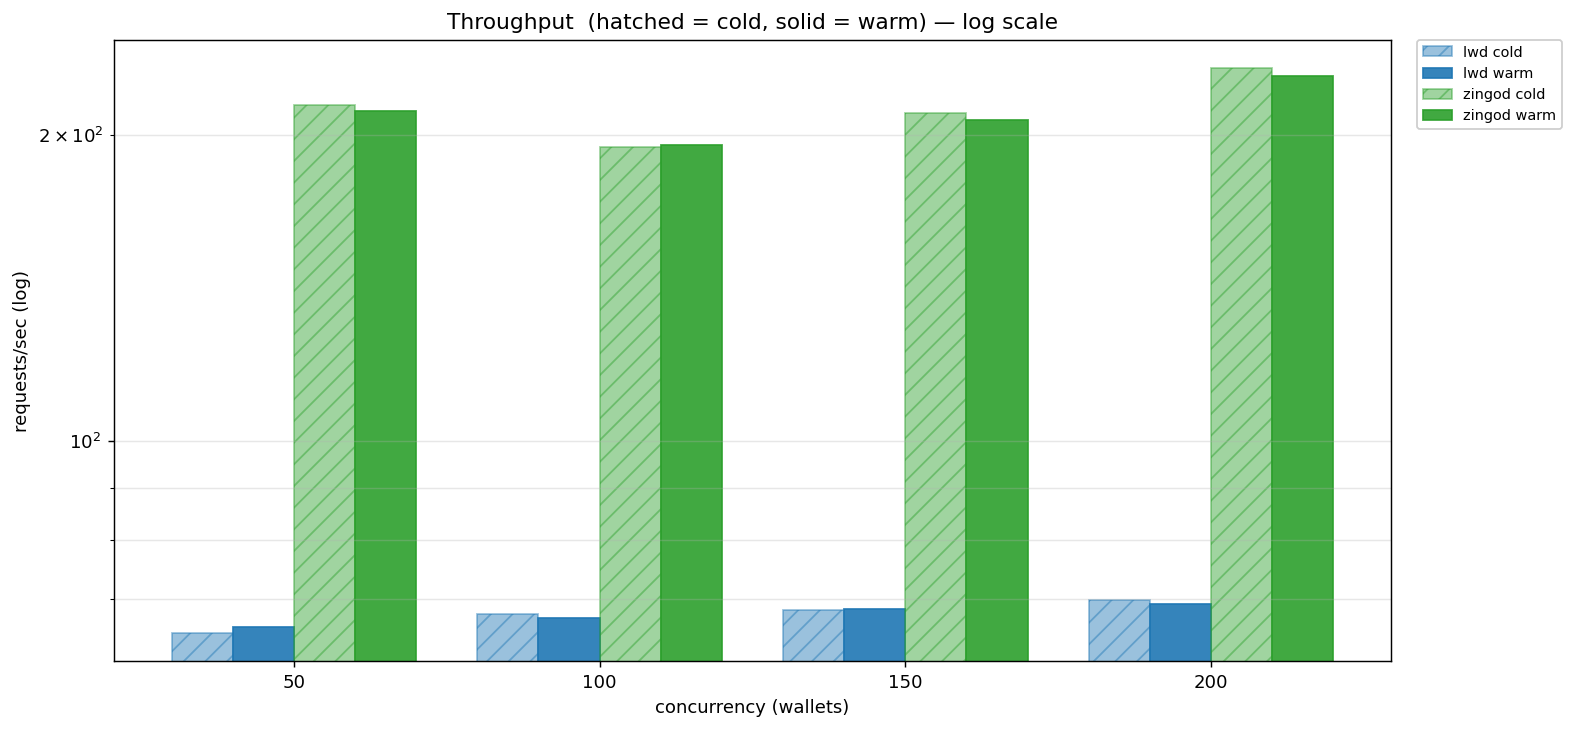 Throughput  (hatched = cold, solid = warm) — log scale
lwd cold
lwd warm
zingod cold
zingod warm
2 × 10²
10²
requests/sec (log)
50
100
150
200
concurrency (wallets)